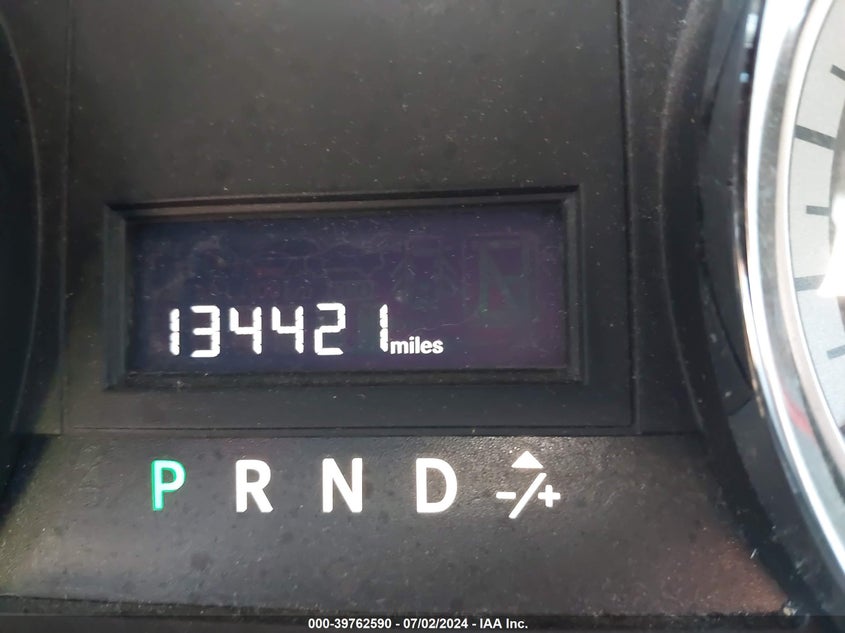 134421 miles
P R N D -/+
000-39762590 - 07/02/2024 - IAA Inc.